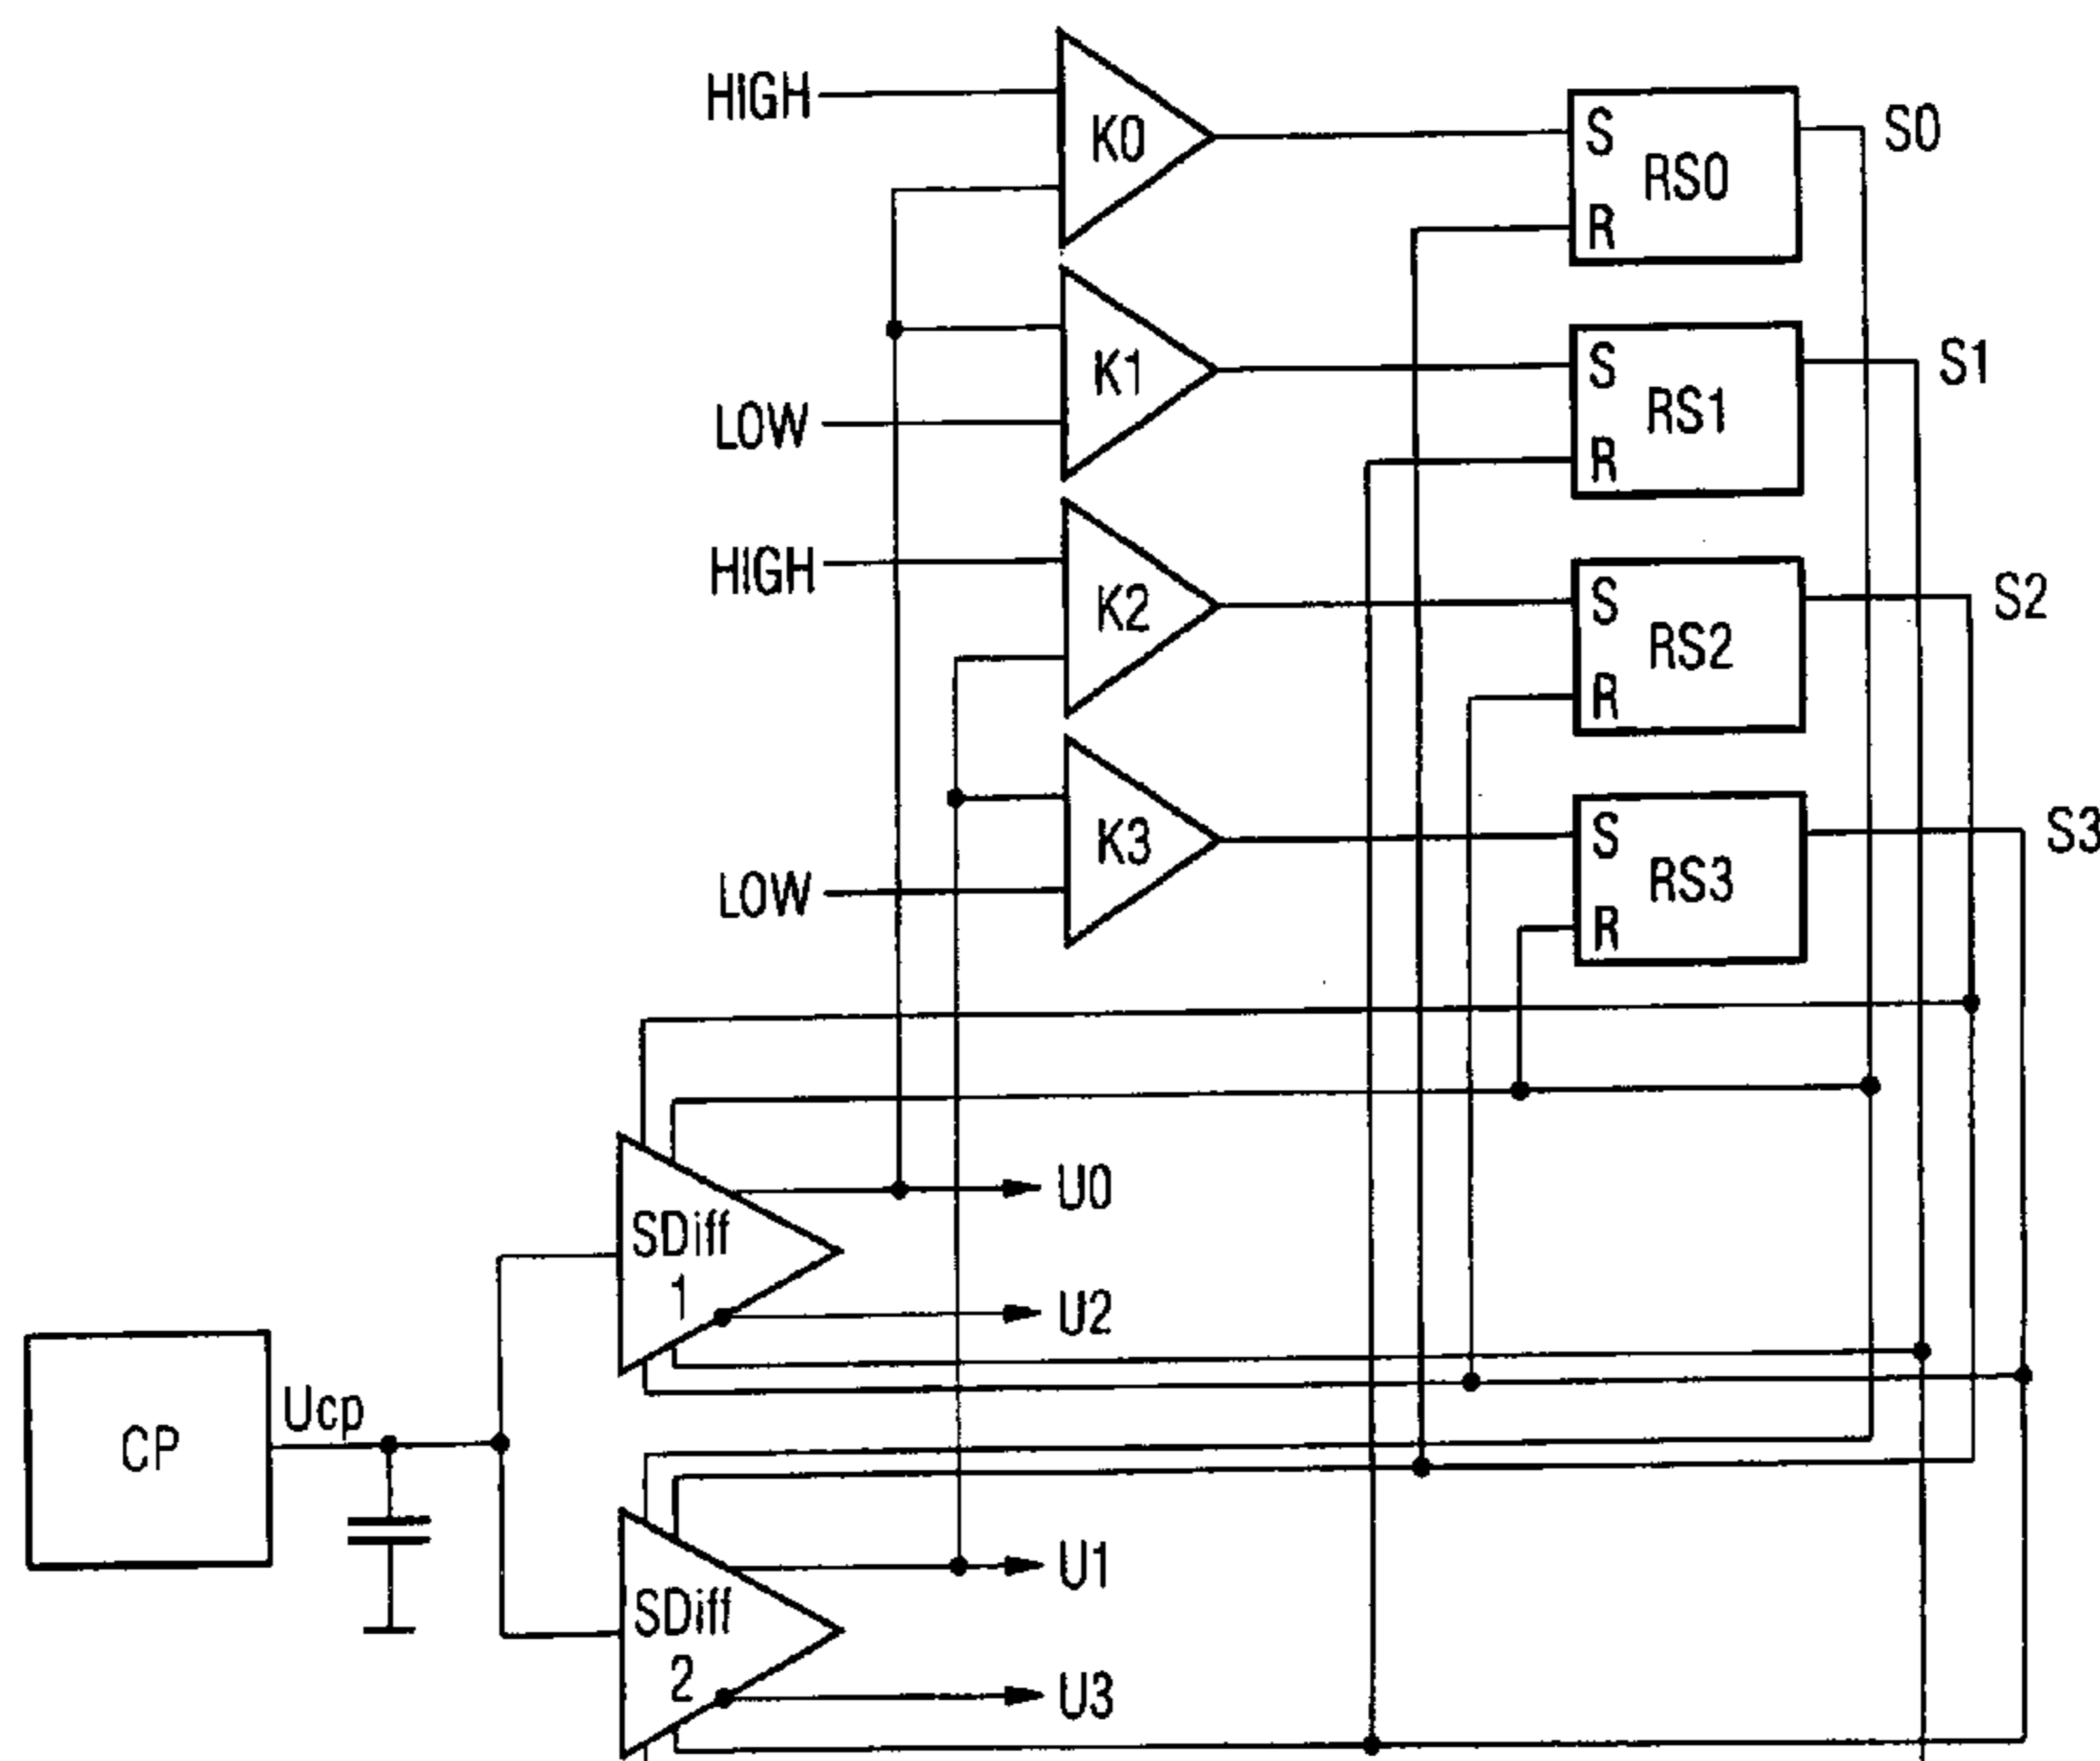 HIGH
K0
S
RS0
R
S0
K1
S
RS1
R
S1
LOW
HIGH
K2
S
RS2
R
S2
K3
S
RS3
R
S3
LOW
U0
SDiff
1
U2
CP
Ucp
U1
SDiff
2
U3